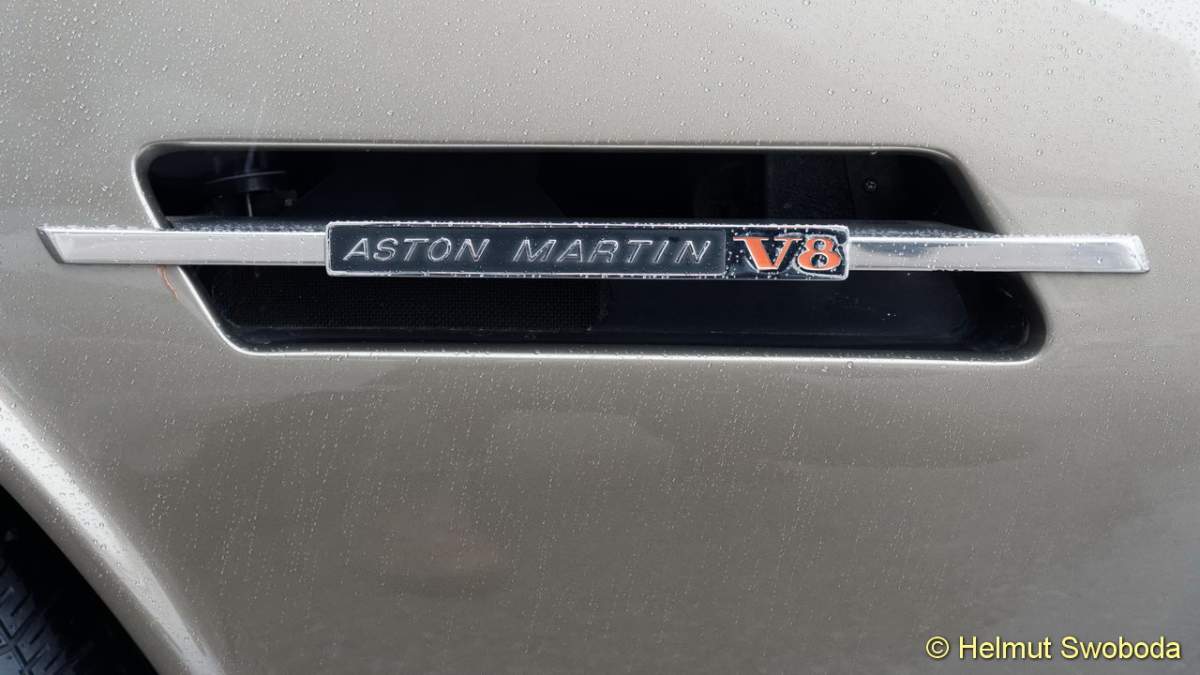 ASTON MARTIN V8
© Helmut Swoboda